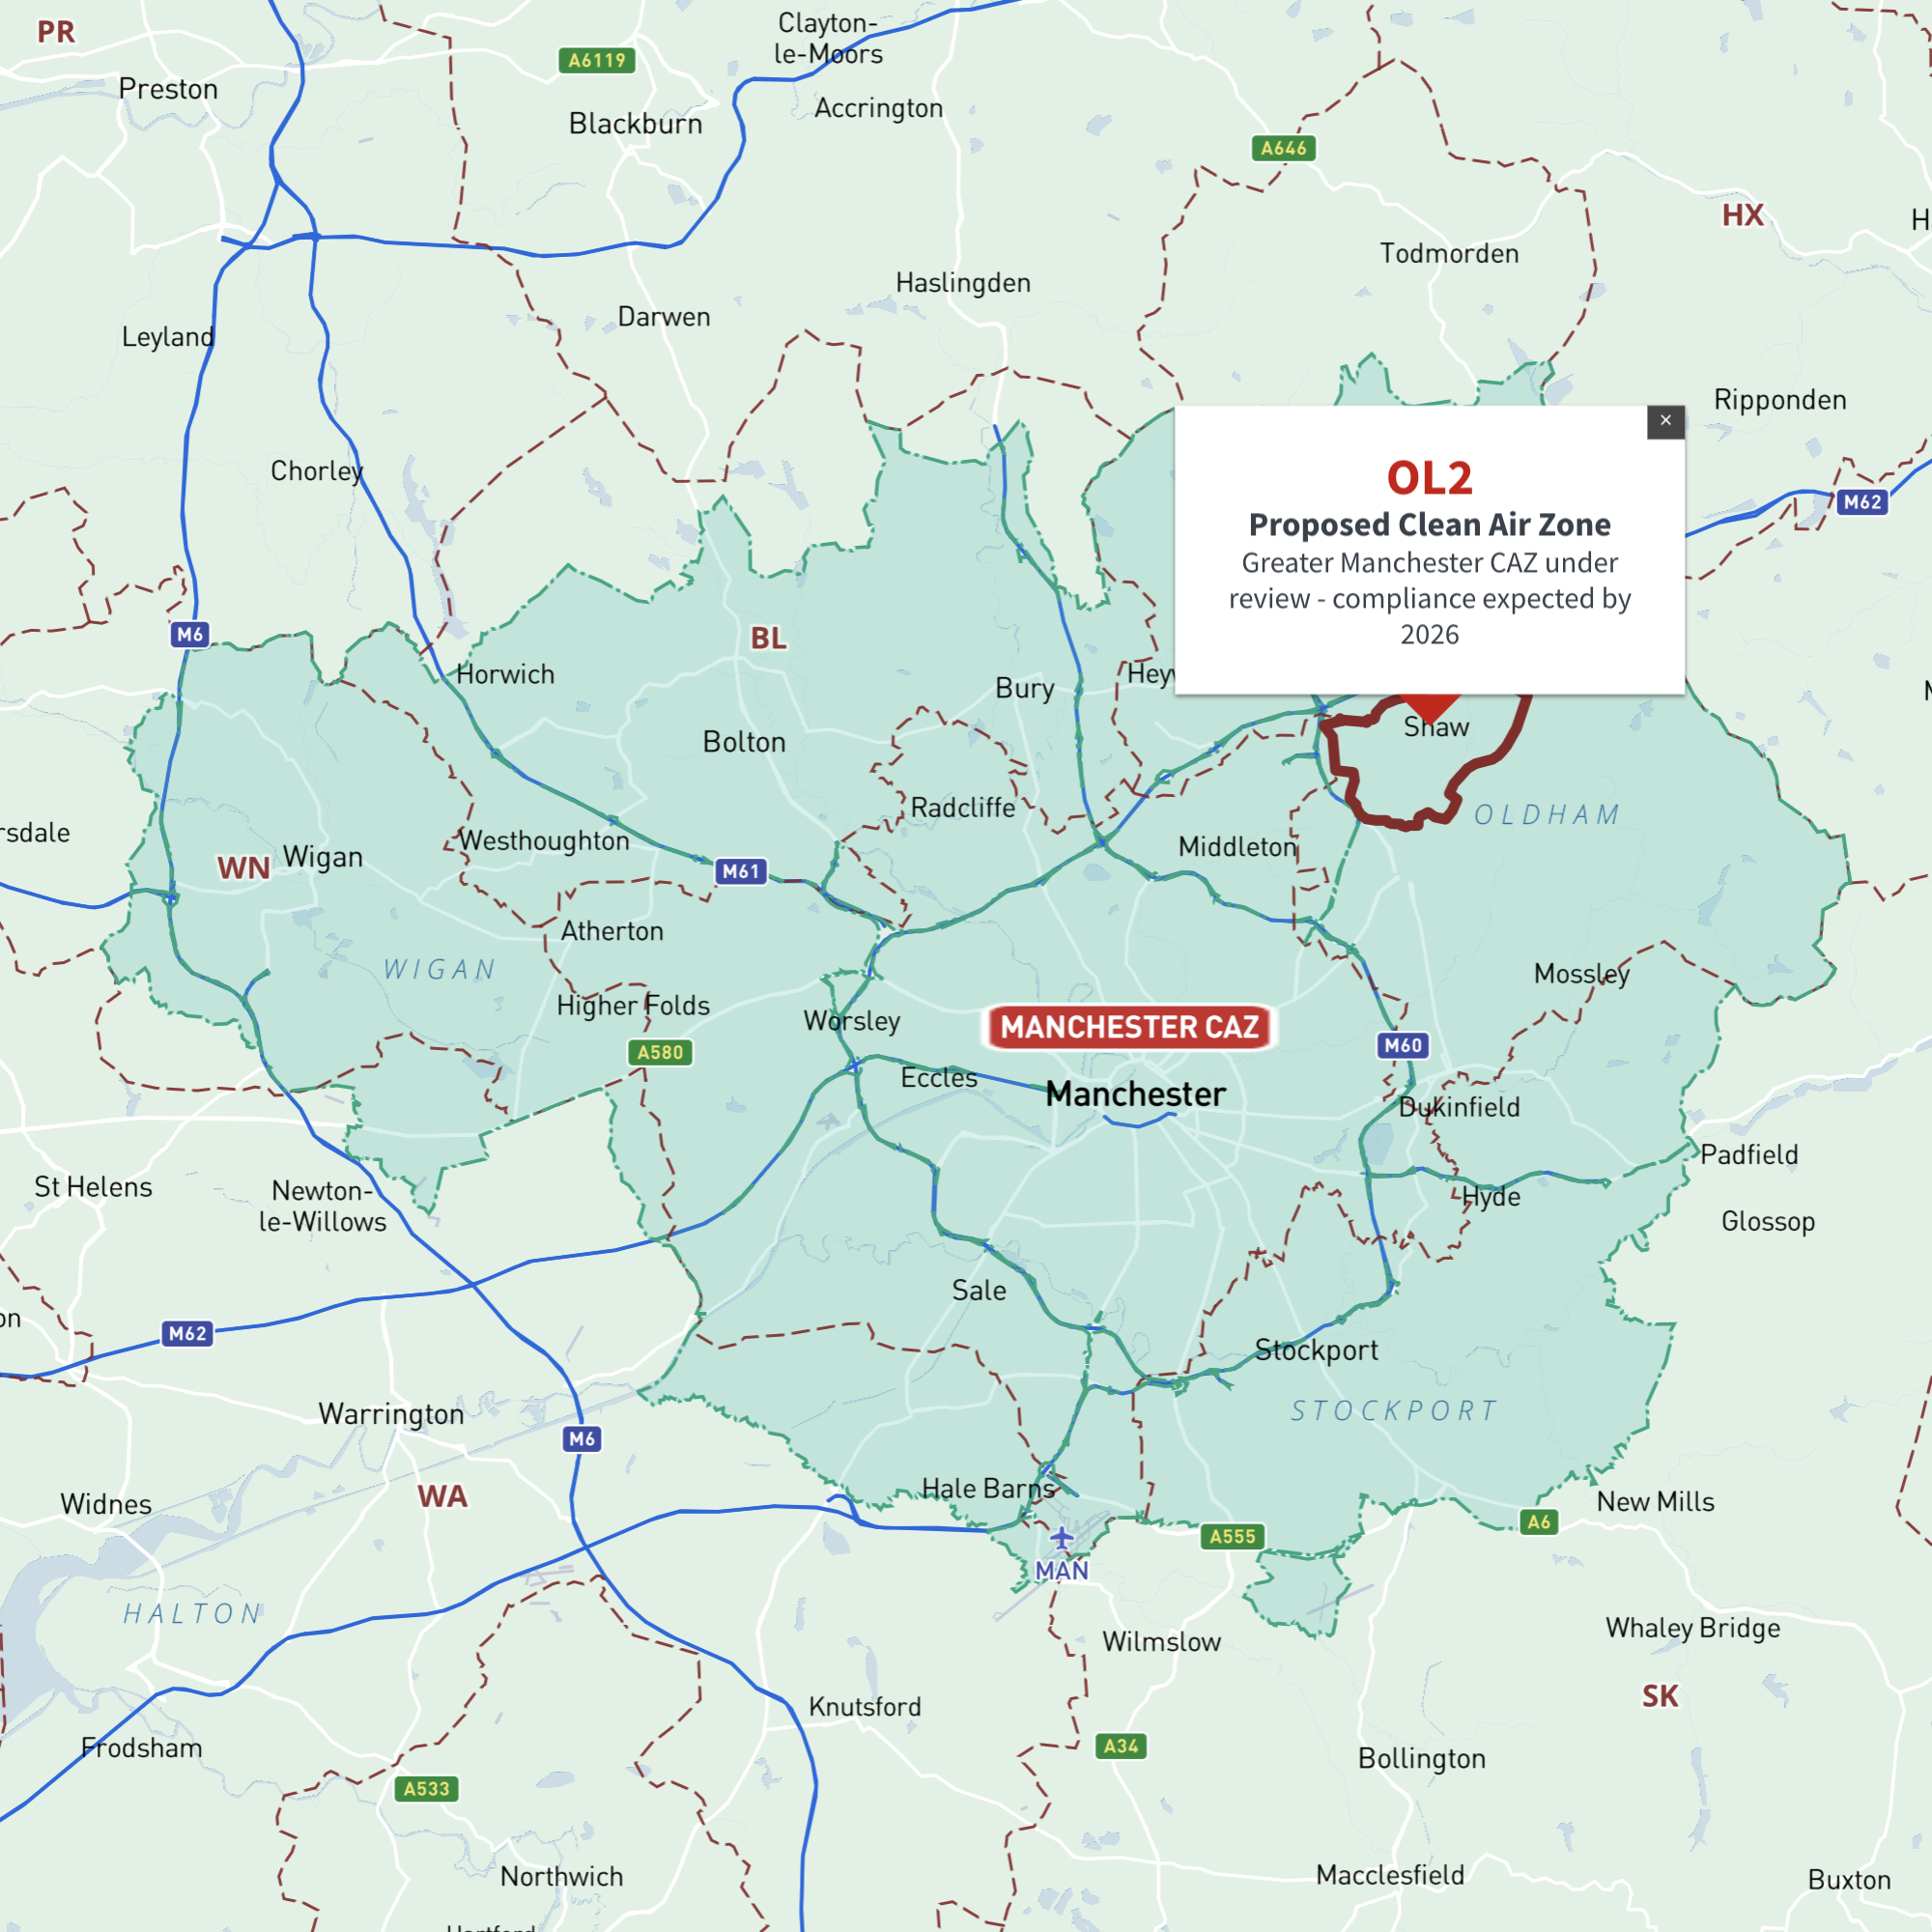 PR
Preston
A6119
Blackburn
Clayton-
le-Moors
Accrington
A646
HX
Todmorden
Haslingden
Darwen
Leyland
Ripponden
Chorley
M62
×
OL2
Proposed Clean Air Zone
Greater Manchester CAZ under
review - compliance expected by
2026
M6
BL
Horwich
Bury
Hey
Shaw
Bolton
Radcliffe
OLDHAM
rsdale
Westhoughton
Middleton
WN
Wigan
M61
Atherton
WIGAN
Mossley
Higher Folds
Worsley
MANCHESTER CAZ
A580
M60
Eccles
Manchester
Dukinfield
Padfield
St Helens
Newton-
le-Willows
Hyde
Glossop
Sale
on
M62
Stockport
Warrington
STOCKPORT
M6
WA
Hale Barns
Widnes
New Mills
A6
A555
MAN
HALTON
Wilmslow
Whaley Bridge
SK
Knutsford
Frodsham
A34
Bollington
A533
Northwich
Macclesfield
Buxton